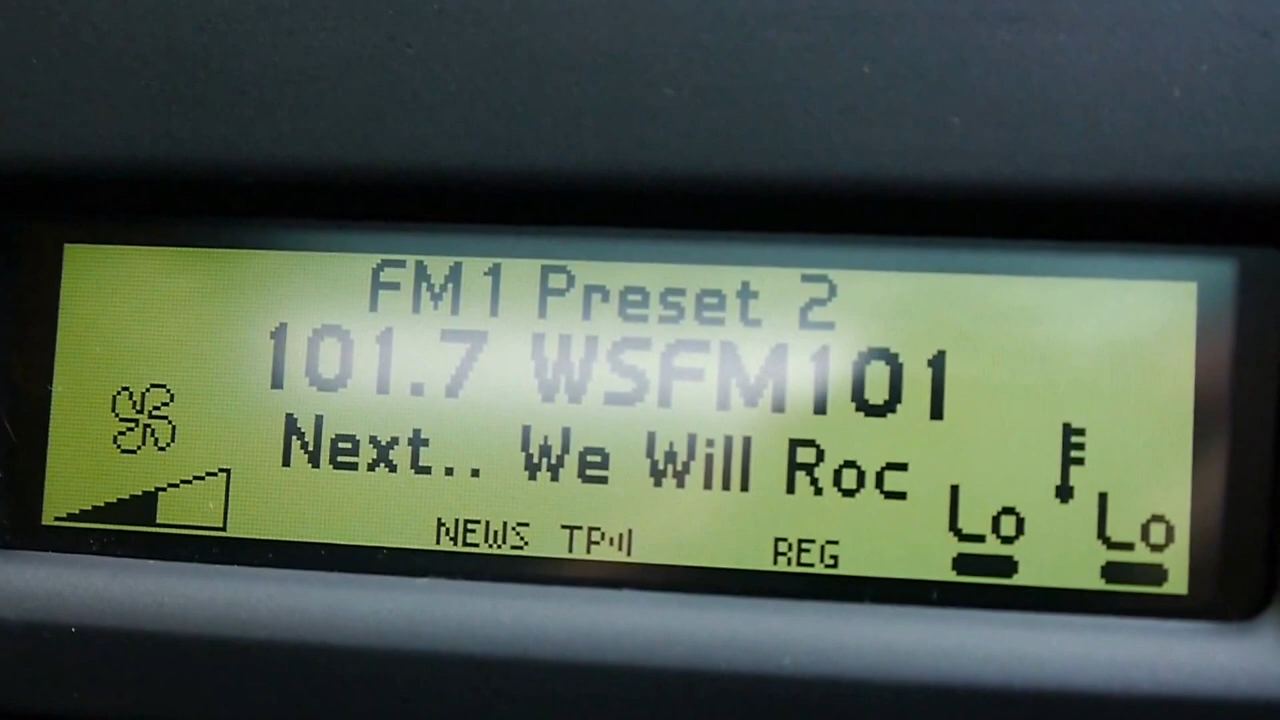 FM1 Preset 2
101.7 WSFM101
Next.. We Will Roc
Lo Lo
NEWS TP REG